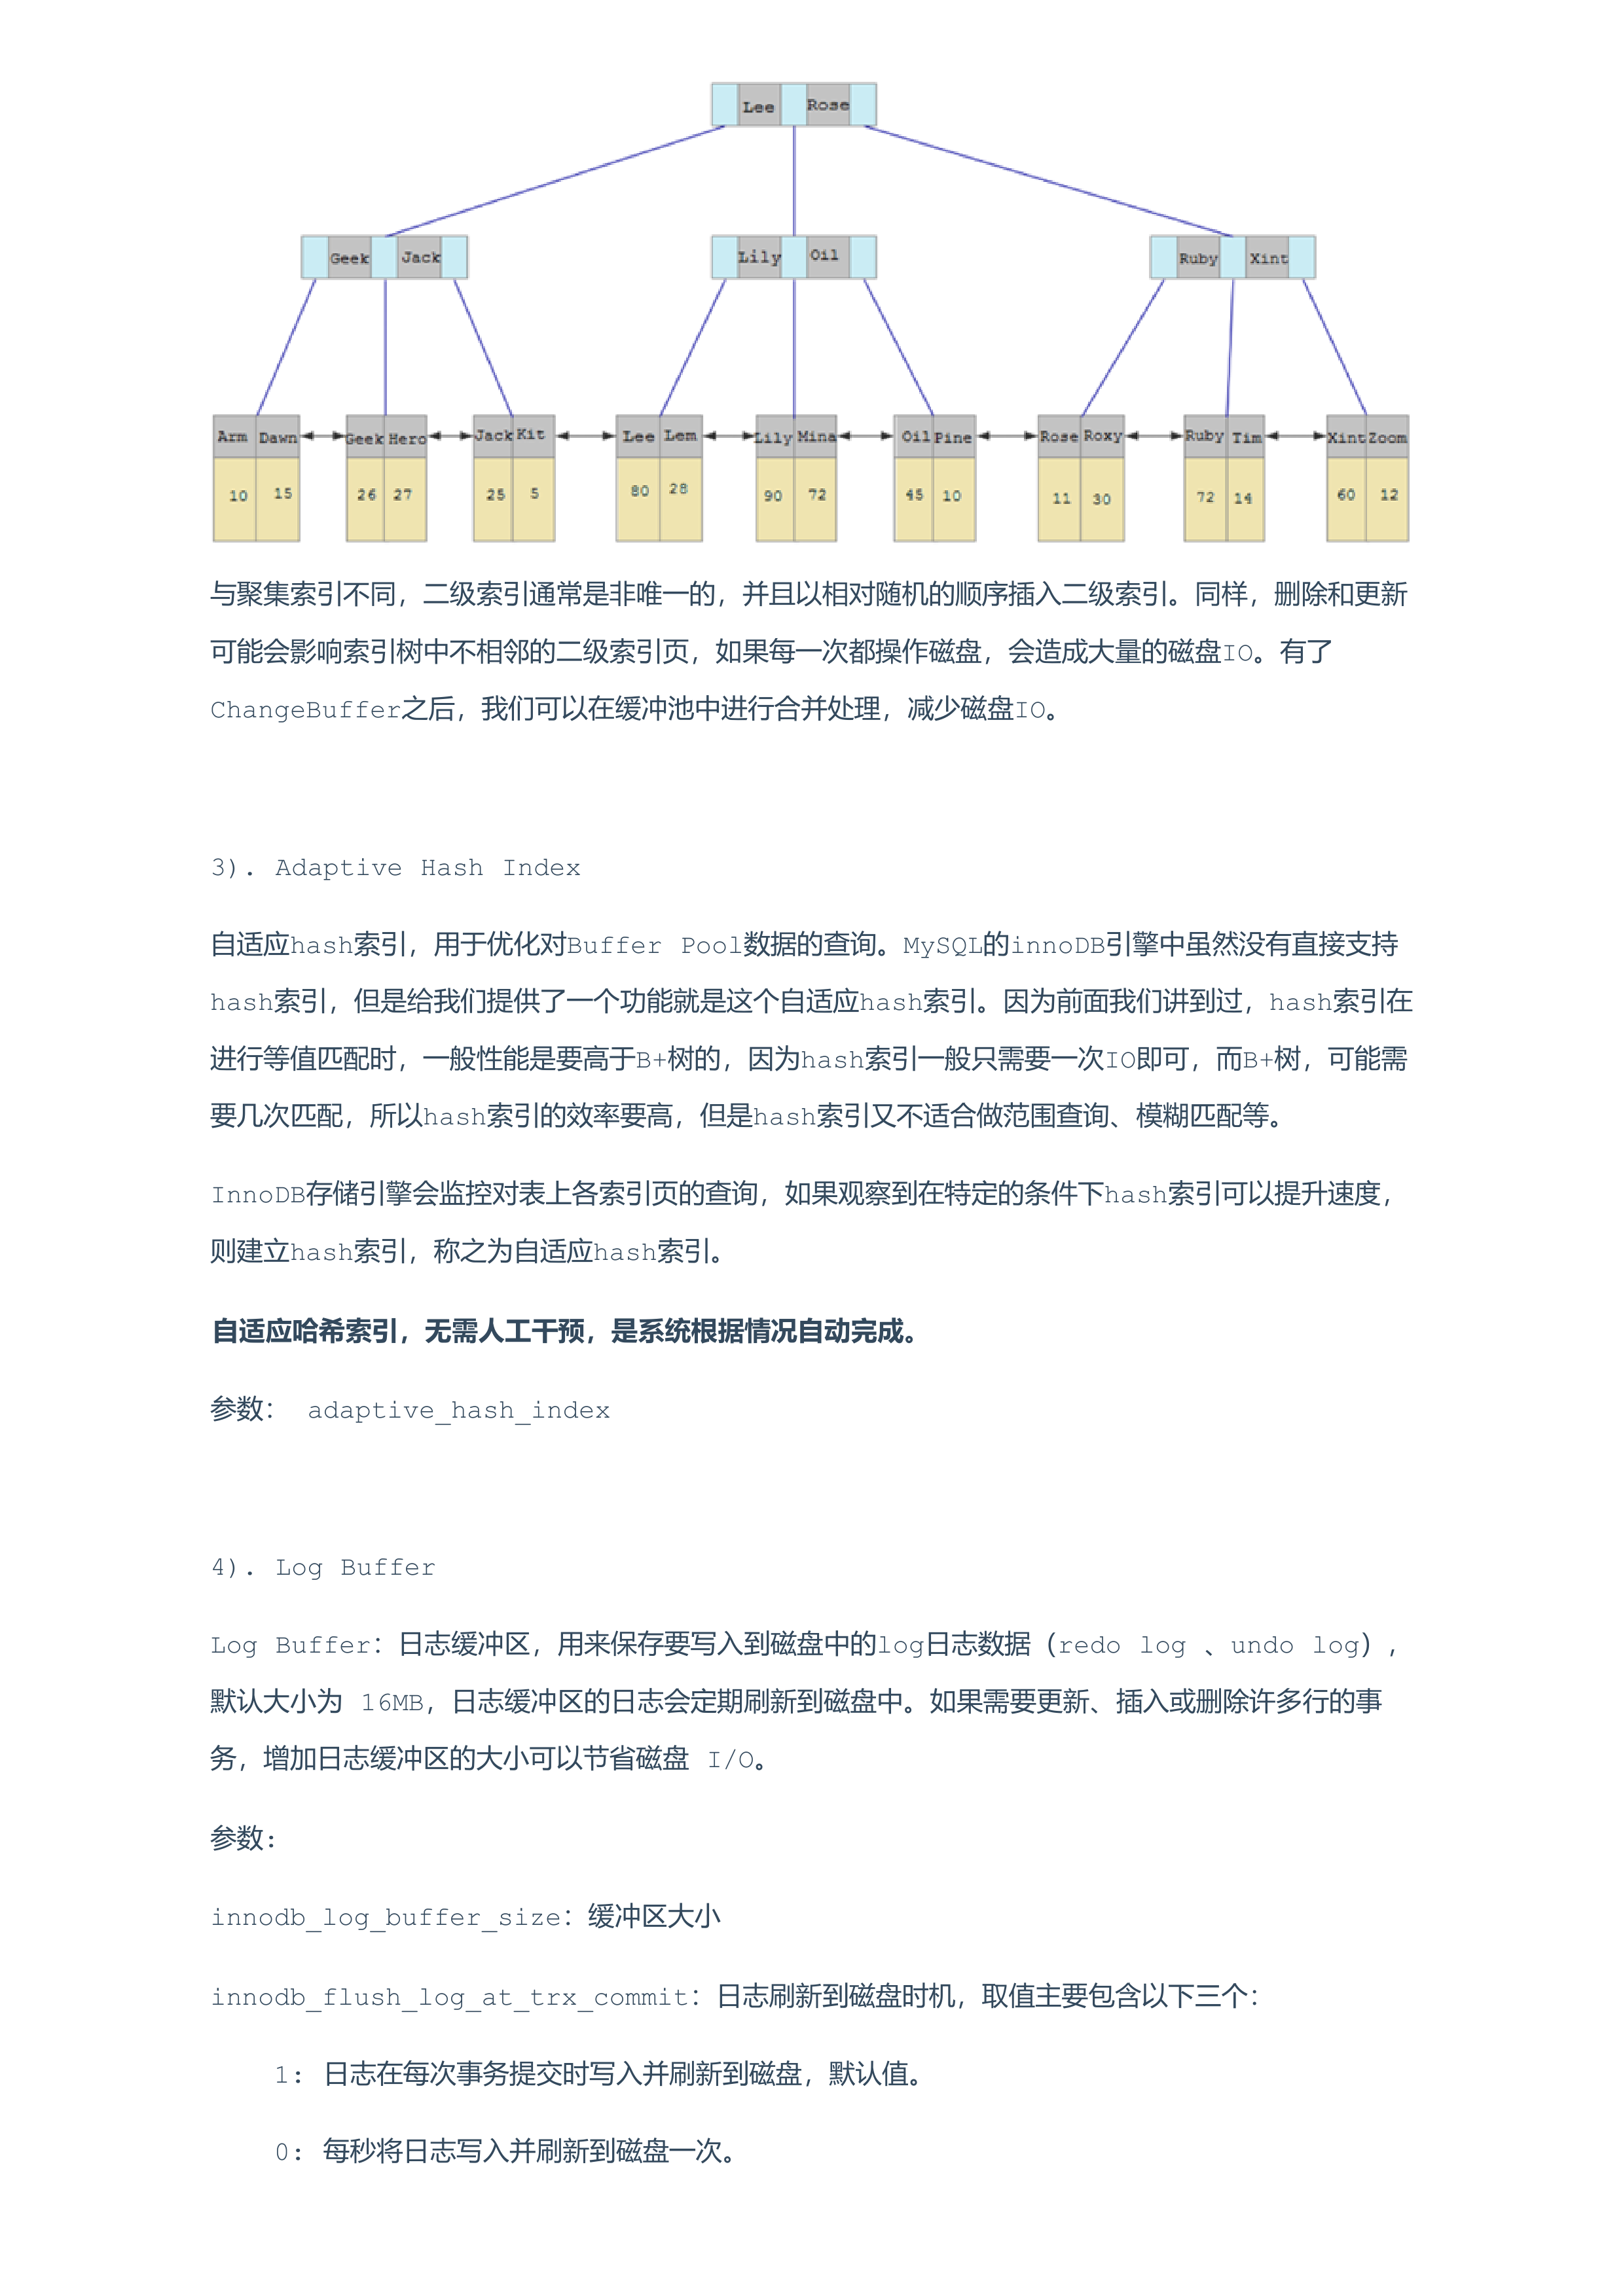 Lee Rose
Geek Jack Lily Oil Ruby Xint
Arm Dawn Geek Hero Jack Kit Lee Lem Lily Mina Oil Pine Rose Roxy Ruby Tim Xint Zoom
10 15 26 27 25 5 80 28 90 72 45 10 11 30 72 14 60 12
与聚集索引不同，二级索引通常是非唯一的，并且以相对随机的顺序插入二级索引。同样，删除和更新
可能会影响索引树中不相邻的二级索引页，如果每一次都操作磁盘，会造成大量的磁盘IO。有了
ChangeBuffer之后，我们可以在缓冲池中进行合并处理，减少磁盘IO。
3). Adaptive Hash Index
自适应hash索引，用于优化对Buffer Pool数据的查询。MySQL的innoDB引擎中虽然没有直接支持
hash索引，但是给我们提供了一个功能就是这个自适应hash索引。因为前面我们讲到过，hash索引在
进行等值匹配时，一般性能是要高于B+树的，因为hash索引一般只需要一次IO即可，而B+树，可能需
要几次匹配，所以hash索引的效率要高，但是hash索引又不适合做范围查询、模糊匹配等。
InnoDB存储引擎会监控对表上各索引页的查询，如果观察到在特定的条件下hash索引可以提升速度，
则建立hash索引，称之为自适应hash索引。
自适应哈希索引，无需人工干预，是系统根据情况自动完成。
参数： adaptive_hash_index
4). Log Buffer
Log Buffer：日志缓冲区，用来保存要写入到磁盘中的log日志数据（redo log 、undo log），
默认大小为 16MB，日志缓冲区的日志会定期刷新到磁盘中。如果需要更新、插入或删除许多行的事
务，增加日志缓冲区的大小可以节省磁盘 I/O。
参数:
innodb_log_buffer_size：缓冲区大小
innodb_flush_log_at_trx_commit：日志刷新到磁盘时机，取值主要包含以下三个：
1: 日志在每次事务提交时写入并刷新到磁盘，默认值。
0: 每秒将日志写入并刷新到磁盘一次。